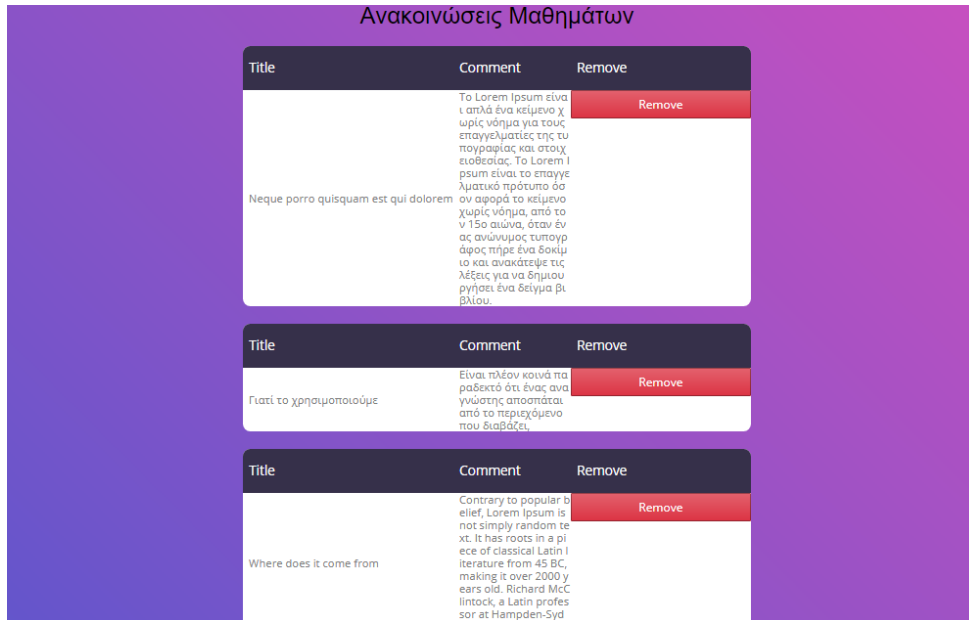 Ανακοινώσεις Μαθημάτων
Title Comment Remove
Neque porro quisquam est qui dolorem
Το Lorem Ipsum είνα
ι απλά ένα κείμενο χ
ωρίς νόημα για τους
επαγγελματίες της τυ
πογραφίας και στοιχ
ειοθεσίας. Το Lorem I
psum είναι το επαγγε
λματικό πρότυπο όσ
ον αφορά το κείμενο
χωρίς νόημα, από το
ν 15ο αιώνα, όταν έν
ας ανώνυμος τυπογρ
άφος πήρε ένα δοκίμ
ιο και ανακάτεψε τις
λέξεις για να δημιου
ργήσει ένα δείγμα βι
βλίου.
Remove
Title Comment Remove
Γιατί το χρησιμοποιούμε
Είναι πλέον κοινά πα
ραδεκτό ότι ένας ανα
γνώστης αποσπάται
από το περιεχόμενο
που διαβάζει,
Remove
Title Comment Remove
Where does it come from
Contrary to popular b
elief, Lorem Ipsum is
not simply random te
xt. It has roots in a pi
ece of classical Latin l
iterature from 45 BC,
making it over 2000 y
ears old. Richard McC
lintock, a Latin profes
sor at Hampden-Syd
Remove